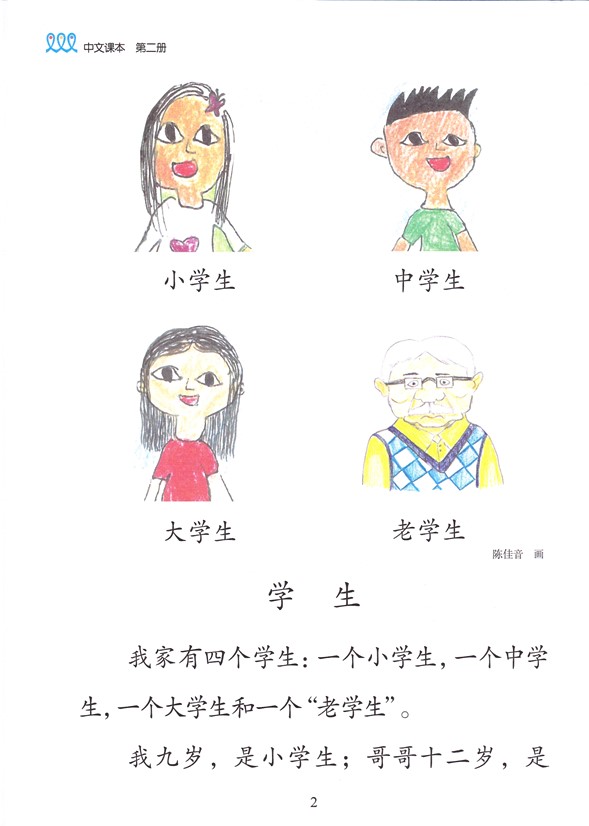 中文课本 第二册
小学生 中学生
大学生 老学生
陈佳音 画
学 生
我家有四个学生：一个小学生，一个中学
生，一个大学生和一个“老学生”。
我九岁，是小学生；哥哥十二岁，是
2